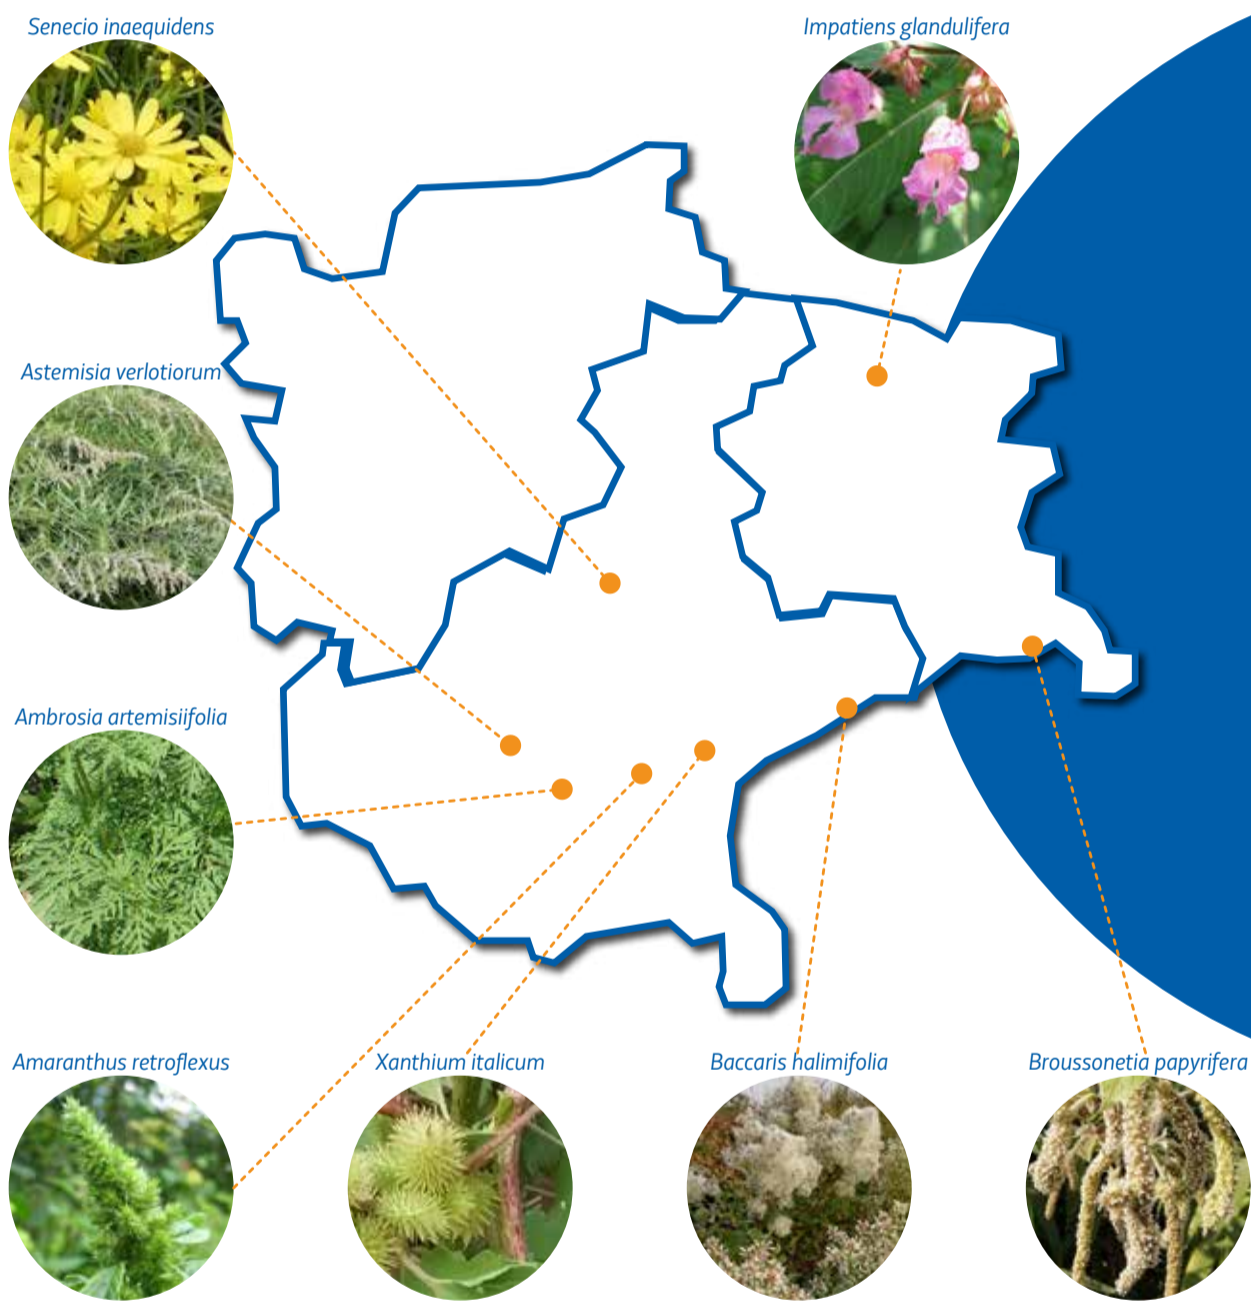 Senecio inaequidens
Impatiens glandulifera
Astemisia verlotiorum
Ambrosia artemisiifolia
Amaranthus retroflexus
Xanthium italicum
Baccaris halimifolia
Broussonetia papyrifera